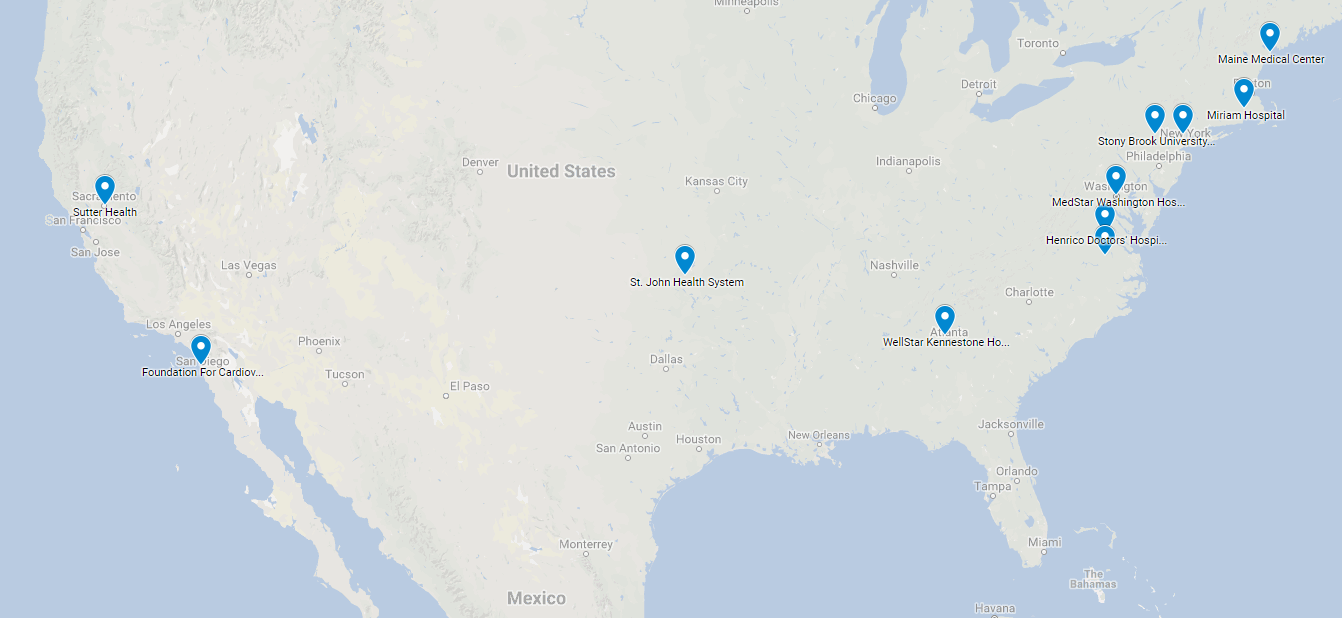 Minneapolis
Maine Medical Center
Toronto
Miriam Hospital
Detroit
Chicago
New York
Stony Brook University...
Philadelphia
Indianapolis
Denver
United States
Kansas City
Washington
MedStar Washington Hos...
Sacramento
Sutter Health
San Francisco
San Jose
Henrico Doctors' Hospi...
Las Vegas
Nashville
St. John Health System
Charlotte
Los Angeles
Atlanta
WellStar Kennestone Ho...
Phoenix
San Diego
Foundation For Cardiov...
Dallas
Tucson
El Paso
Austin
Jacksonville
New Orleans
Houston
San Antonio
Orlando
Tampa
Monterrey
Miami
The
Bahamas
Mexico
Havana